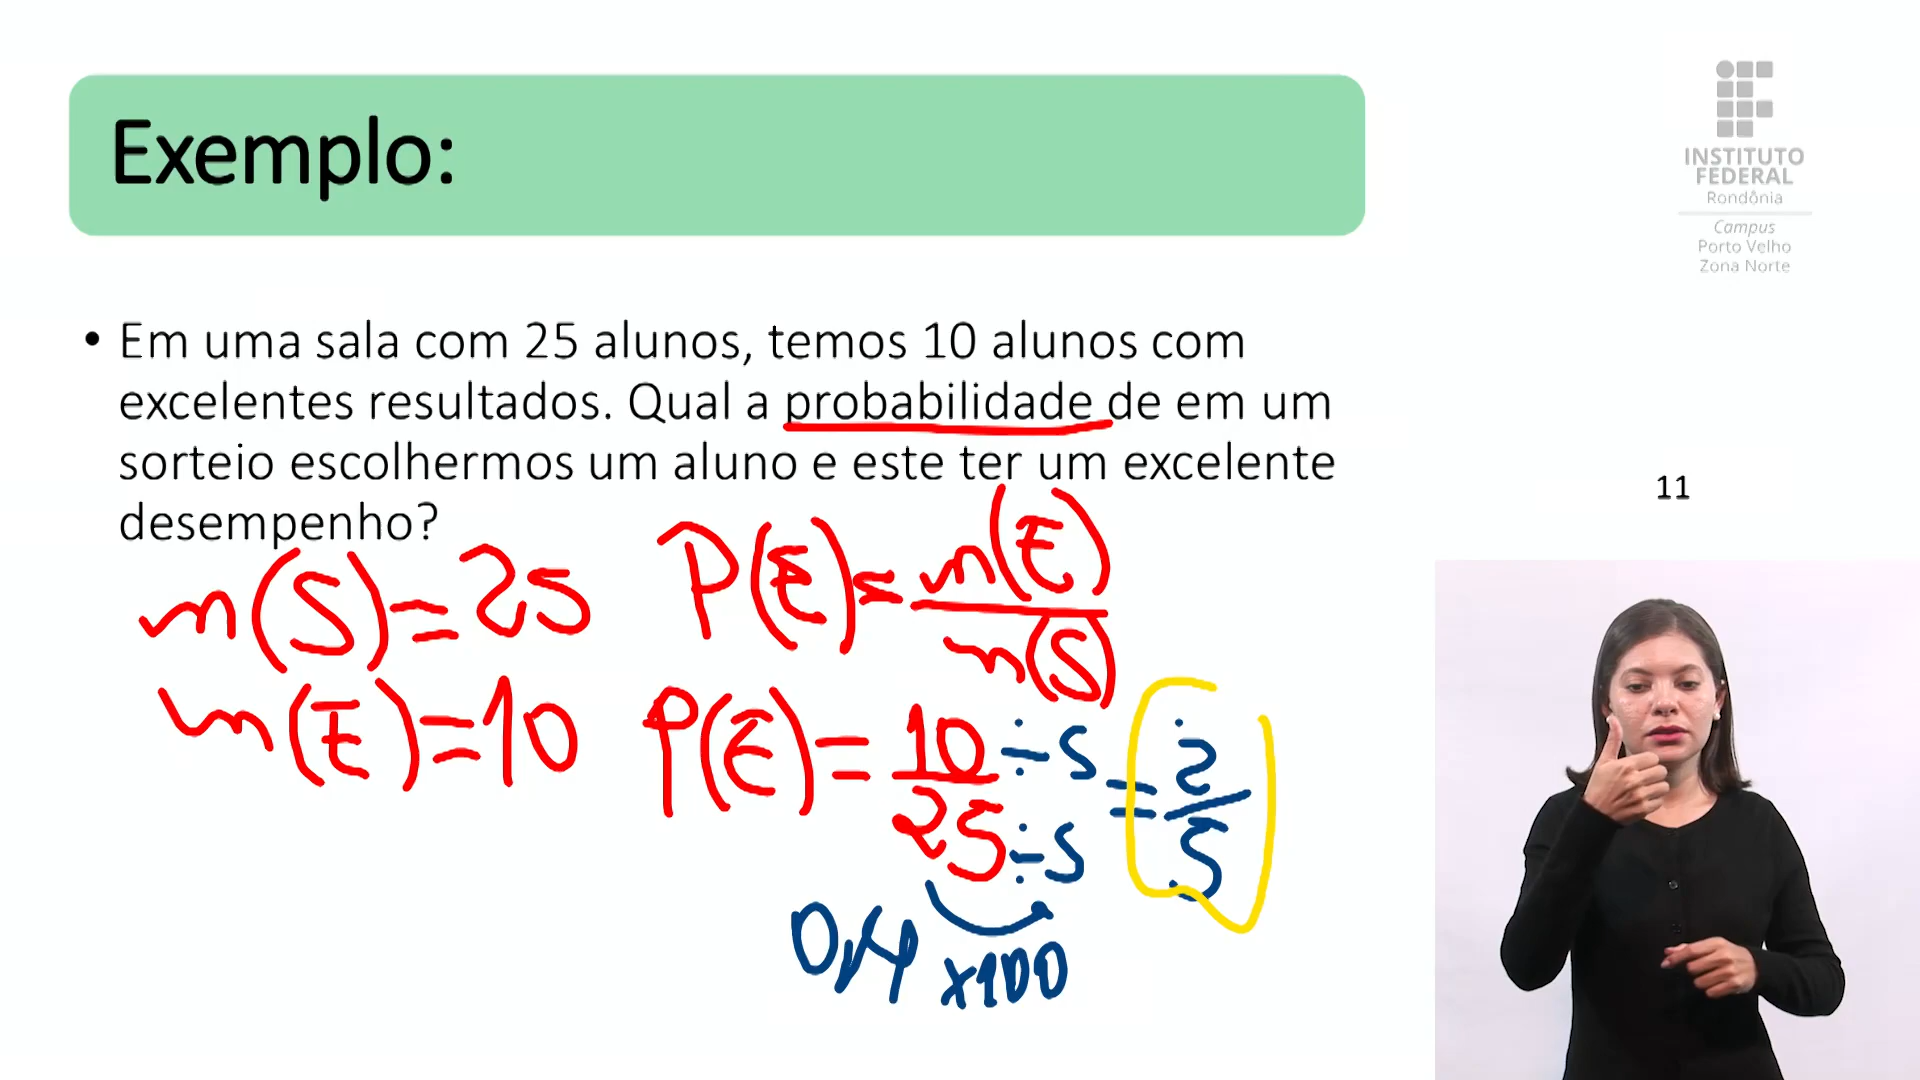 Exemplo:
INSTITUTO
FEDERAL
Rondônia
Campus
Porto Velho
Zona Norte
• Em uma sala com 25 alunos, temos 10 alunos com
excelentes resultados. Qual a probabilidade de em um
sorteio escolhermos um aluno e este ter um excelente
desempenho?
11
n(S)=25
n(E)=10
P(E)=n(E)/n(S)
P(E)=10÷5/25÷5=2/5
0,4 x100